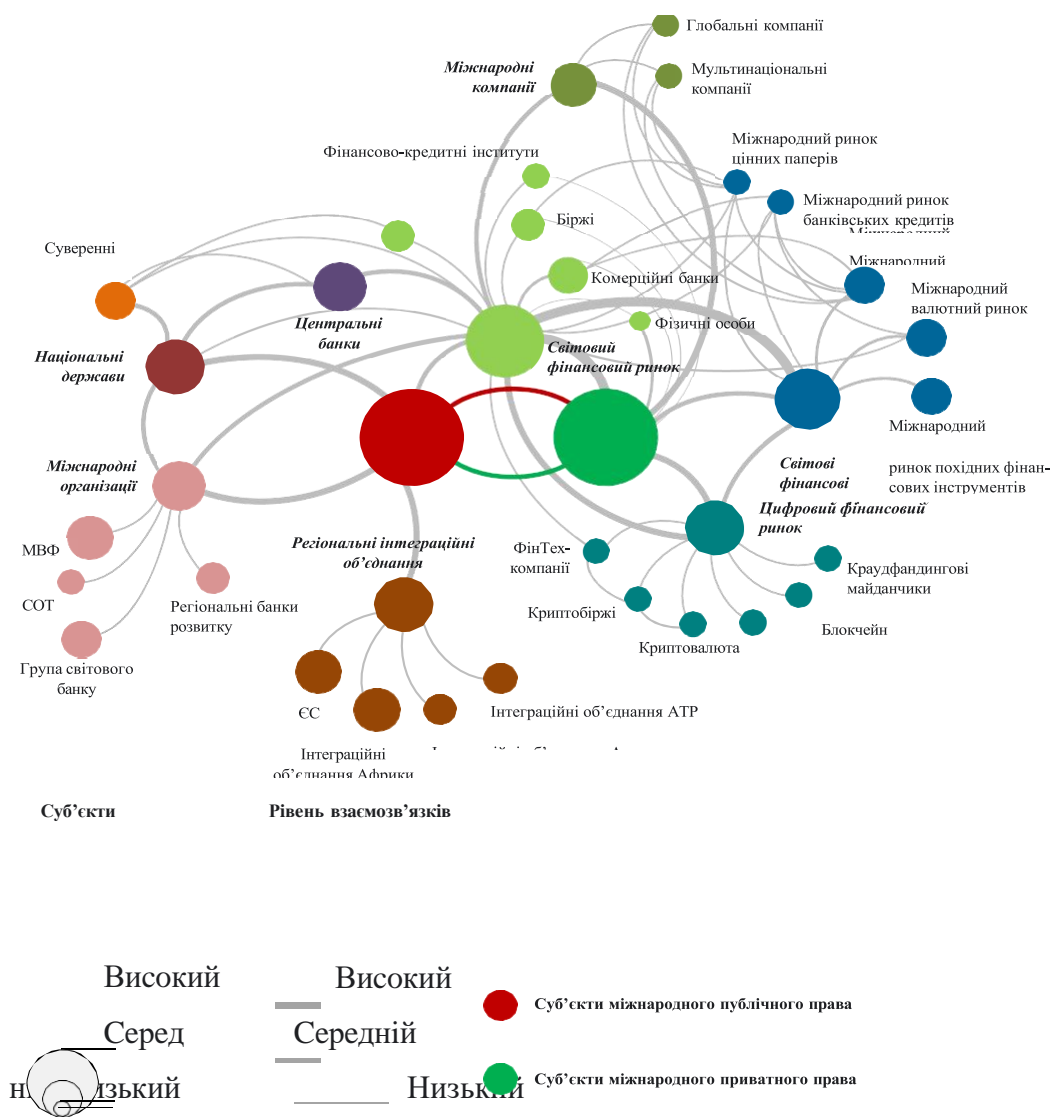 Глобальні компанії
Міжнародні
компанії
Мультинаціональні
компанії
Фінансово-кредитні інститути
Міжнародний ринок
цінних паперів
Міжнародний ринок
банківських кредитів
Міжнародний
Біржі
Суверенні
Міжнародний
Комерційні банки
Міжнародний
валютний ринок
Центральні
банки
Фізичні особи
Національні
держави
Світовий
фінансовий ринок
Міжнародний
Міжнародні
організації
Світові
фінансові
ринок похідних фінан-
сових інструментів
Цифровий фінансовий
ринок
Регіональні інтеграційні
об’єднання
МВФ
ФінТех-
компанії
Краудфандингові
майданчики
СОТ
Регіональні банки
розвитку
Криптобіржі
Блокчейн
Криптовалюта
Група світового
банку
ЄС
Інтеграційні об’єднання АТР
Інтеграційні
об’єднання Африки
Суб’єкти
Рівень взаємозв’язків
Високий
Високий
Суб’єкти міжнародного публічного права
Серед
Середній
Низький
Суб’єкти міжнародного приватного права